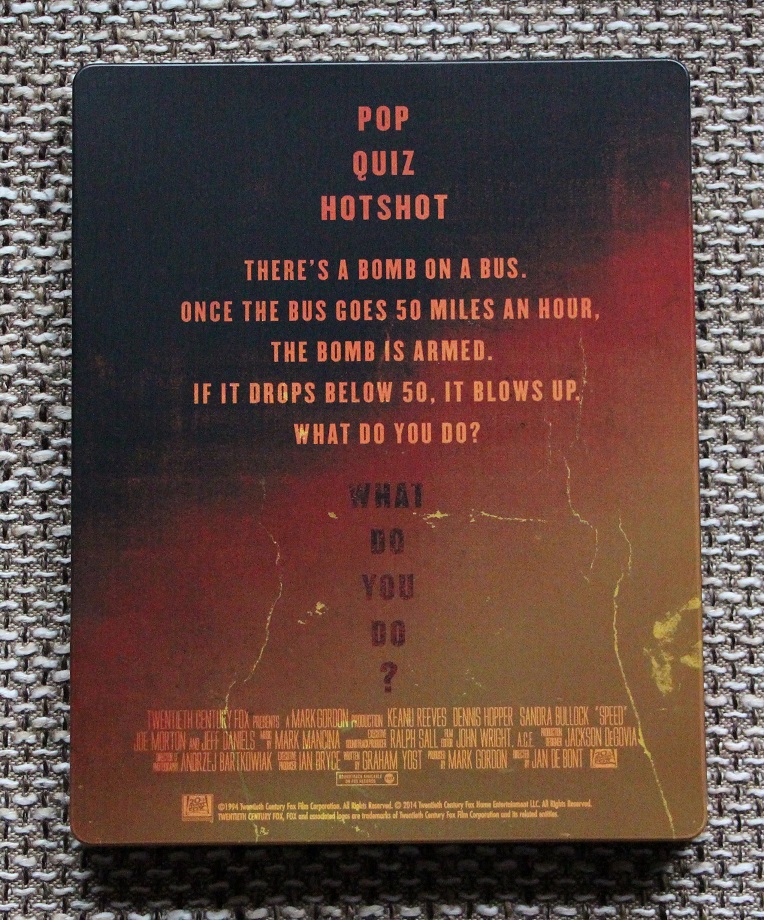 POP
QUIZ
HOTSHOT
THERE'S A BOMB ON A BUS.
ONCE THE BUS GOES 50 MILES AN HOUR,
THE BOMB IS ARMED.
IF IT DROPS BELOW 50, IT BLOWS UP.
WHAT DO YOU DO?
WHAT
DO
YOU
DO
?
TWENTIETH CENTURY FOX PRESENTS A MARK GORDON PRODUCTION KEANU REEVES DENNIS HOPPER SANDRA BULLOCK "SPEED"
JOE MORTON AND JEFF DANIELS MUSIC BY MARK MANCINA EXECUTIVE SOUNDTRACK PRODUCER RALPH SALL FILM EDITOR JOHN WRIGHT, A.C.E. PRODUCTION DESIGNER JACKSON DeGOVIA
DIRECTOR OF PHOTOGRAPHY ANDRZEJ BARTKOWIAK EXECUTIVE PRODUCER IAN BRYCE WRITTEN BY GRAHAM YOST PRODUCED BY MARK GORDON DIRECTED BY JAN DE BONT
SOUNDTRACK AVAILABLE
©1994 Twentieth Century Fox Film Corporation. All Rights Reserved. © 2014 Twentieth Century Fox Home Entertainment LLC. All Rights Reserved.
TWENTIETH CENTURY FOX, FOX and associated logos are trademarks of Twentieth Century Fox Film Corporation and its related entities.